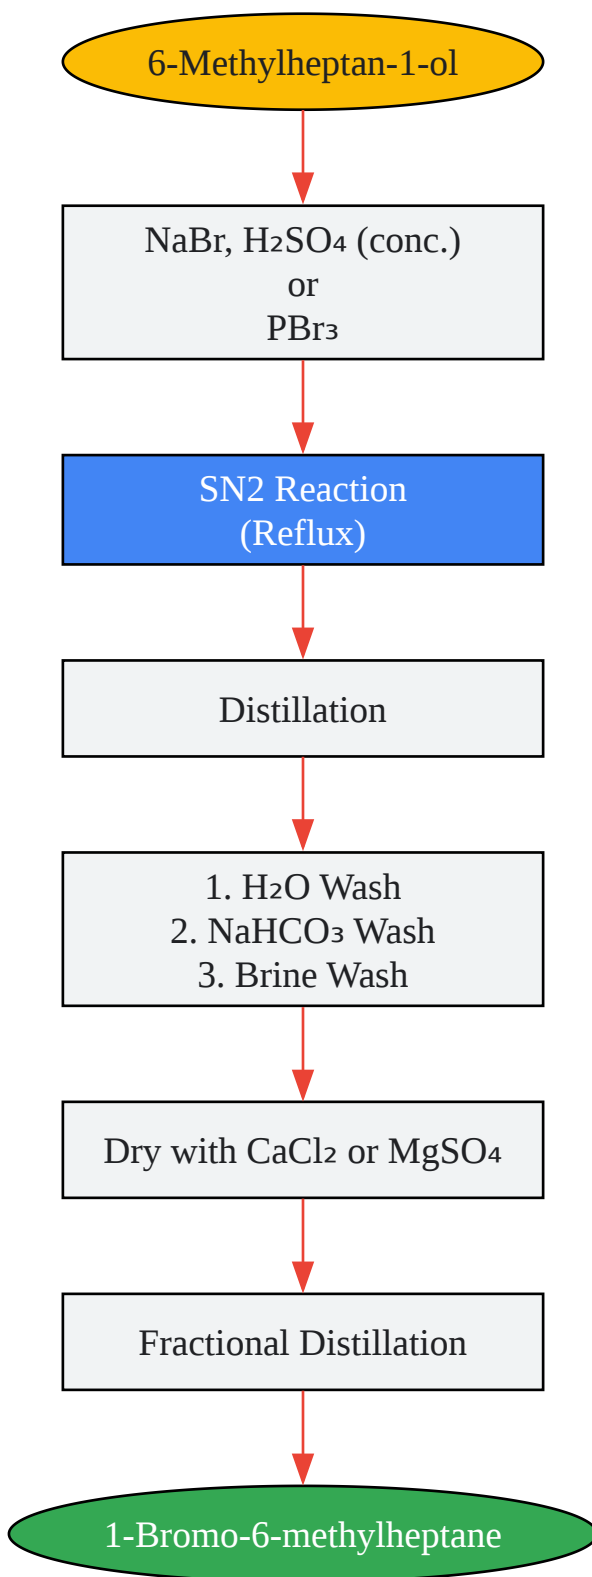 6-Methylheptan-1-ol
NaBr, H₂SO₄ (conc.)
or
PBr₃
SN2 Reaction
(Reflux)
Distillation
1. H₂O Wash
2. NaHCO₃ Wash
3. Brine Wash
Dry with CaCl₂ or MgSO₄
Fractional Distillation
1-Bromo-6-methylheptane